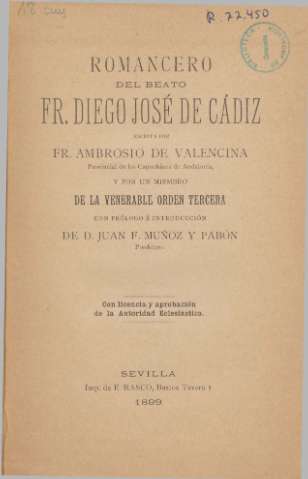 R. 22.450
ROMANCERO
DEL BEATO
FR. DIEGO JOSÉ DE CÁDIZ
ESCRITO POR
FR. AMBROSIO DE VALENCINA
Provincial de los Capuchinos de Andalucía,
Y POR UN MIEMBRO
DE LA VENERABLE ORDEN TERCERA
CON PRÓLOGO É INTRODUCCIÓN
DE D. JUAN F. MUÑOZ Y PABÓN
Presbítero.
Con licencia y aprobación
de la Autoridad Eclesiástica.
SEVILLA
Imp. de F. RASCO, Bustos Tavera 1
1899